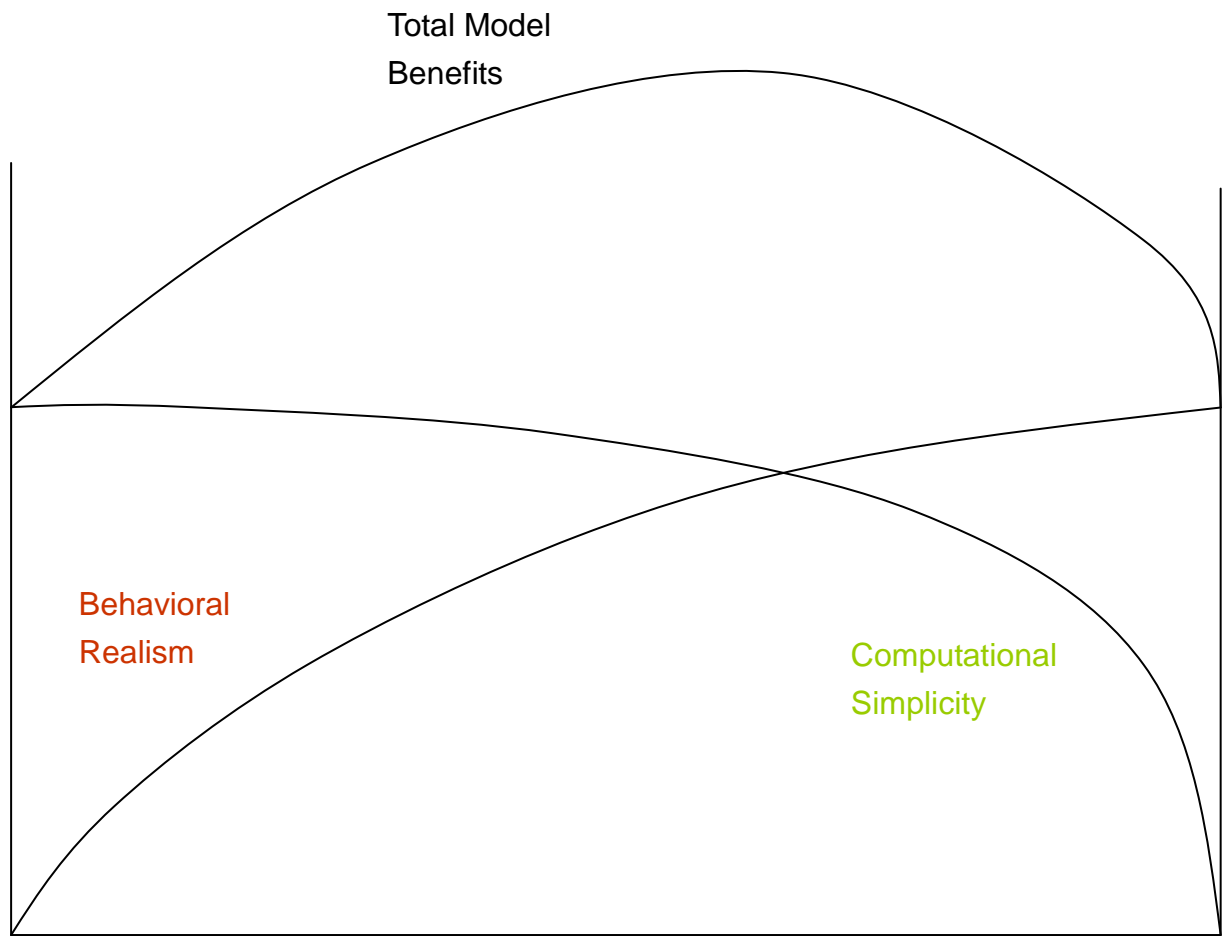 Total Model
Benefits
Behavioral
Realism
Computational
Simplicity